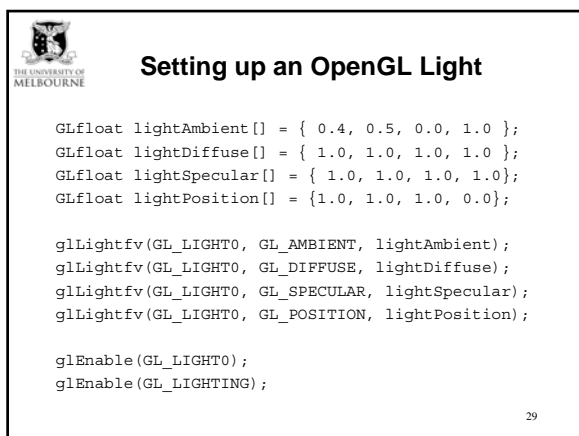 THE UNIVERSITY OF
MELBOURNE
Setting up an OpenGL Light
GLfloat lightAmbient[] = { 0.4, 0.5, 0.0, 1.0 };
GLfloat lightDiffuse[] = { 1.0, 1.0, 1.0, 1.0 };
GLfloat lightSpecular[] = { 1.0, 1.0, 1.0, 1.0};
GLfloat lightPosition[] = {1.0, 1.0, 1.0, 0.0};
glLightfv(GL_LIGHT0, GL_AMBIENT, lightAmbient);
glLightfv(GL_LIGHT0, GL_DIFFUSE, lightDiffuse);
glLightfv(GL_LIGHT0, GL_SPECULAR, lightSpecular);
glLightfv(GL_LIGHT0, GL_POSITION, lightPosition);
glEnable(GL_LIGHT0);
glEnable(GL_LIGHTING);
29